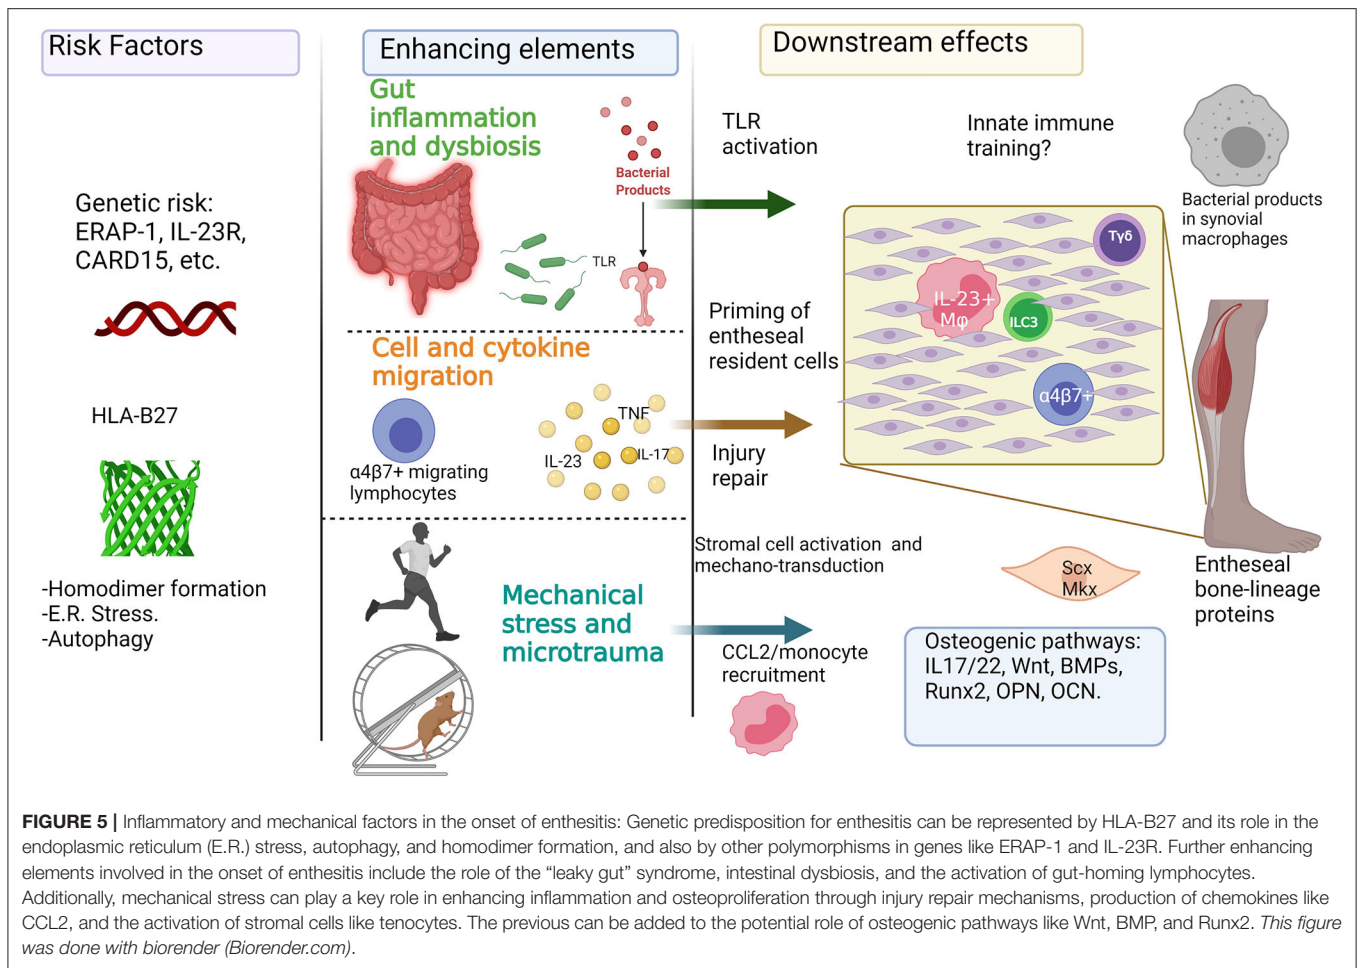 Risk Factors
Enhancing elements
Downstream effects
Genetic risk:
ERAP-1, IL-23R,
CARD15, etc.
HLA-B27
-Homodimer formation
-E.R. Stress.
-Autophagy
Gut
inflammation
and dysbiosis
Bacterial
Products
TLR
Cell and cytokine
migration
α4β7+ migrating
lymphocytes
TNF
IL-23
IL-17
Mechanical
stress and
microtrauma
TLR
activation
Innate immune
training?
Bacterial products
in synovial
macrophages
Priming of
entheseal
resident cells
Tγδ
IL-23+
Mφ
ILC3
α4β7+
Injury
repair
Stromal cell activation and
mechano-transduction
Scx
Mkx
Entheseal
bone-lineage
proteins
CCL2/monocyte
recruitment
Osteogenic pathways:
IL17/22, Wnt, BMPs,
Runx2, OPN, OCN.
FIGURE 5 | Inflammatory and mechanical factors in the onset of enthesitis: Genetic predisposition for enthesitis can be represented by HLA-B27 and its role in the
endoplasmic reticulum (E.R.) stress, autophagy, and homodimer formation, and also by other polymorphisms in genes like ERAP-1 and IL-23R. Further enhancing
elements involved in the onset of enthesitis include the role of the “leaky gut” syndrome, intestinal dysbiosis, and the activation of gut-homing lymphocytes.
Additionally, mechanical stress can play a key role in enhancing inflammation and osteoproliferation through injury repair mechanisms, production of chemokines like
CCL2, and the activation of stromal cells like tenocytes. The previous can be added to the potential role of osteogenic pathways like Wnt, BMP, and Runx2. This figure
was done with biorender (Biorender.com).